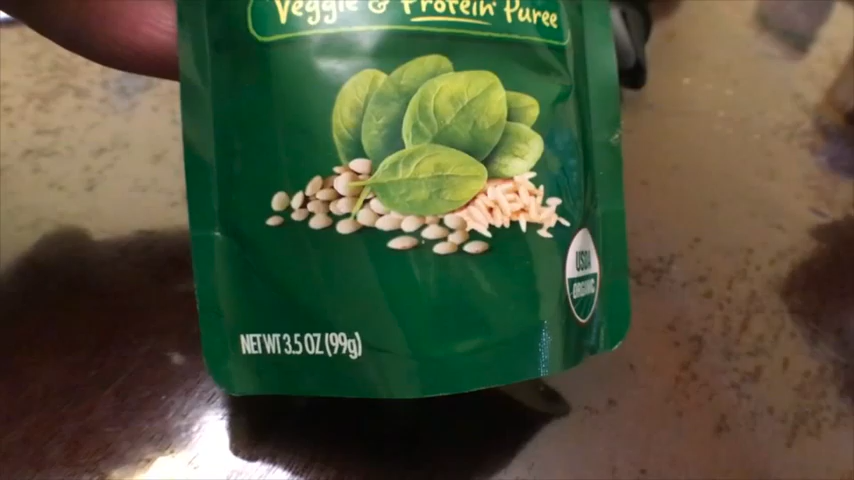 Veggie & Protein Puree
USDA
ORGANIC
NET WT 3.5 OZ (99g)